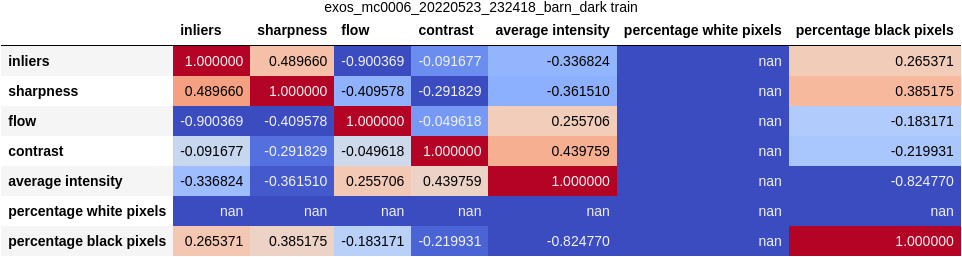 exos_mc0006_20220523_232418_barn_dark train
inliers sharpness flow contrast average intensity percentage white pixels percentage black pixels
inliers 1.000000 0.489660 -0.900369 -0.091677 -0.336824 nan 0.265371
sharpness 0.489660 1.000000 -0.409578 -0.291829 -0.361510 nan 0.385175
flow -0.900369 -0.409578 1.000000 -0.049618 0.255706 nan -0.183171
contrast -0.091677 -0.291829 -0.049618 1.000000 0.439759 nan -0.219931
average intensity -0.336824 -0.361510 0.255706 0.439759 1.000000 nan -0.824770
percentage white pixels nan nan nan nan nan nan nan
percentage black pixels 0.265371 0.385175 -0.183171 -0.219931 -0.824770 nan 1.000000